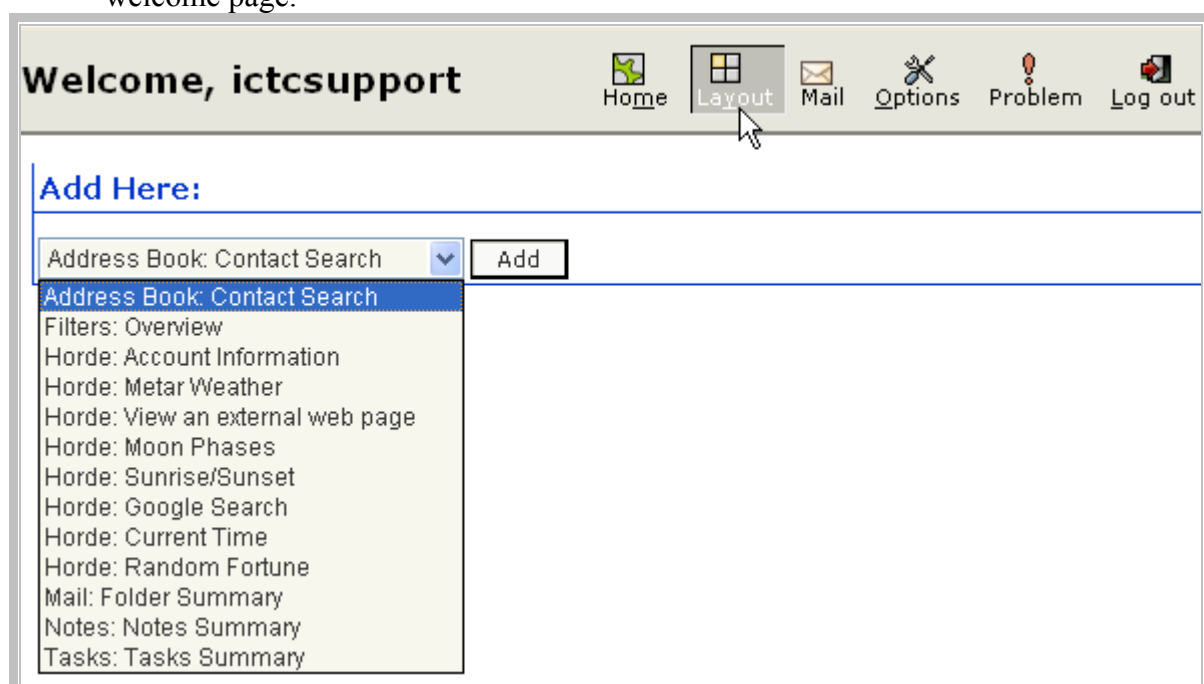 welcome page.
Welcome, ictcsupport
Home Layout Mail Options Problem Log out
Add Here:
Address Book: Contact Search Add
Address Book: Contact Search
Filters: Overview
Horde: Account Information
Horde: Metar Weather
Horde: View an external web page
Horde: Moon Phases
Horde: Sunrise/Sunset
Horde: Google Search
Horde: Current Time
Horde: Random Fortune
Mail: Folder Summary
Notes: Notes Summary
Tasks: Tasks Summary